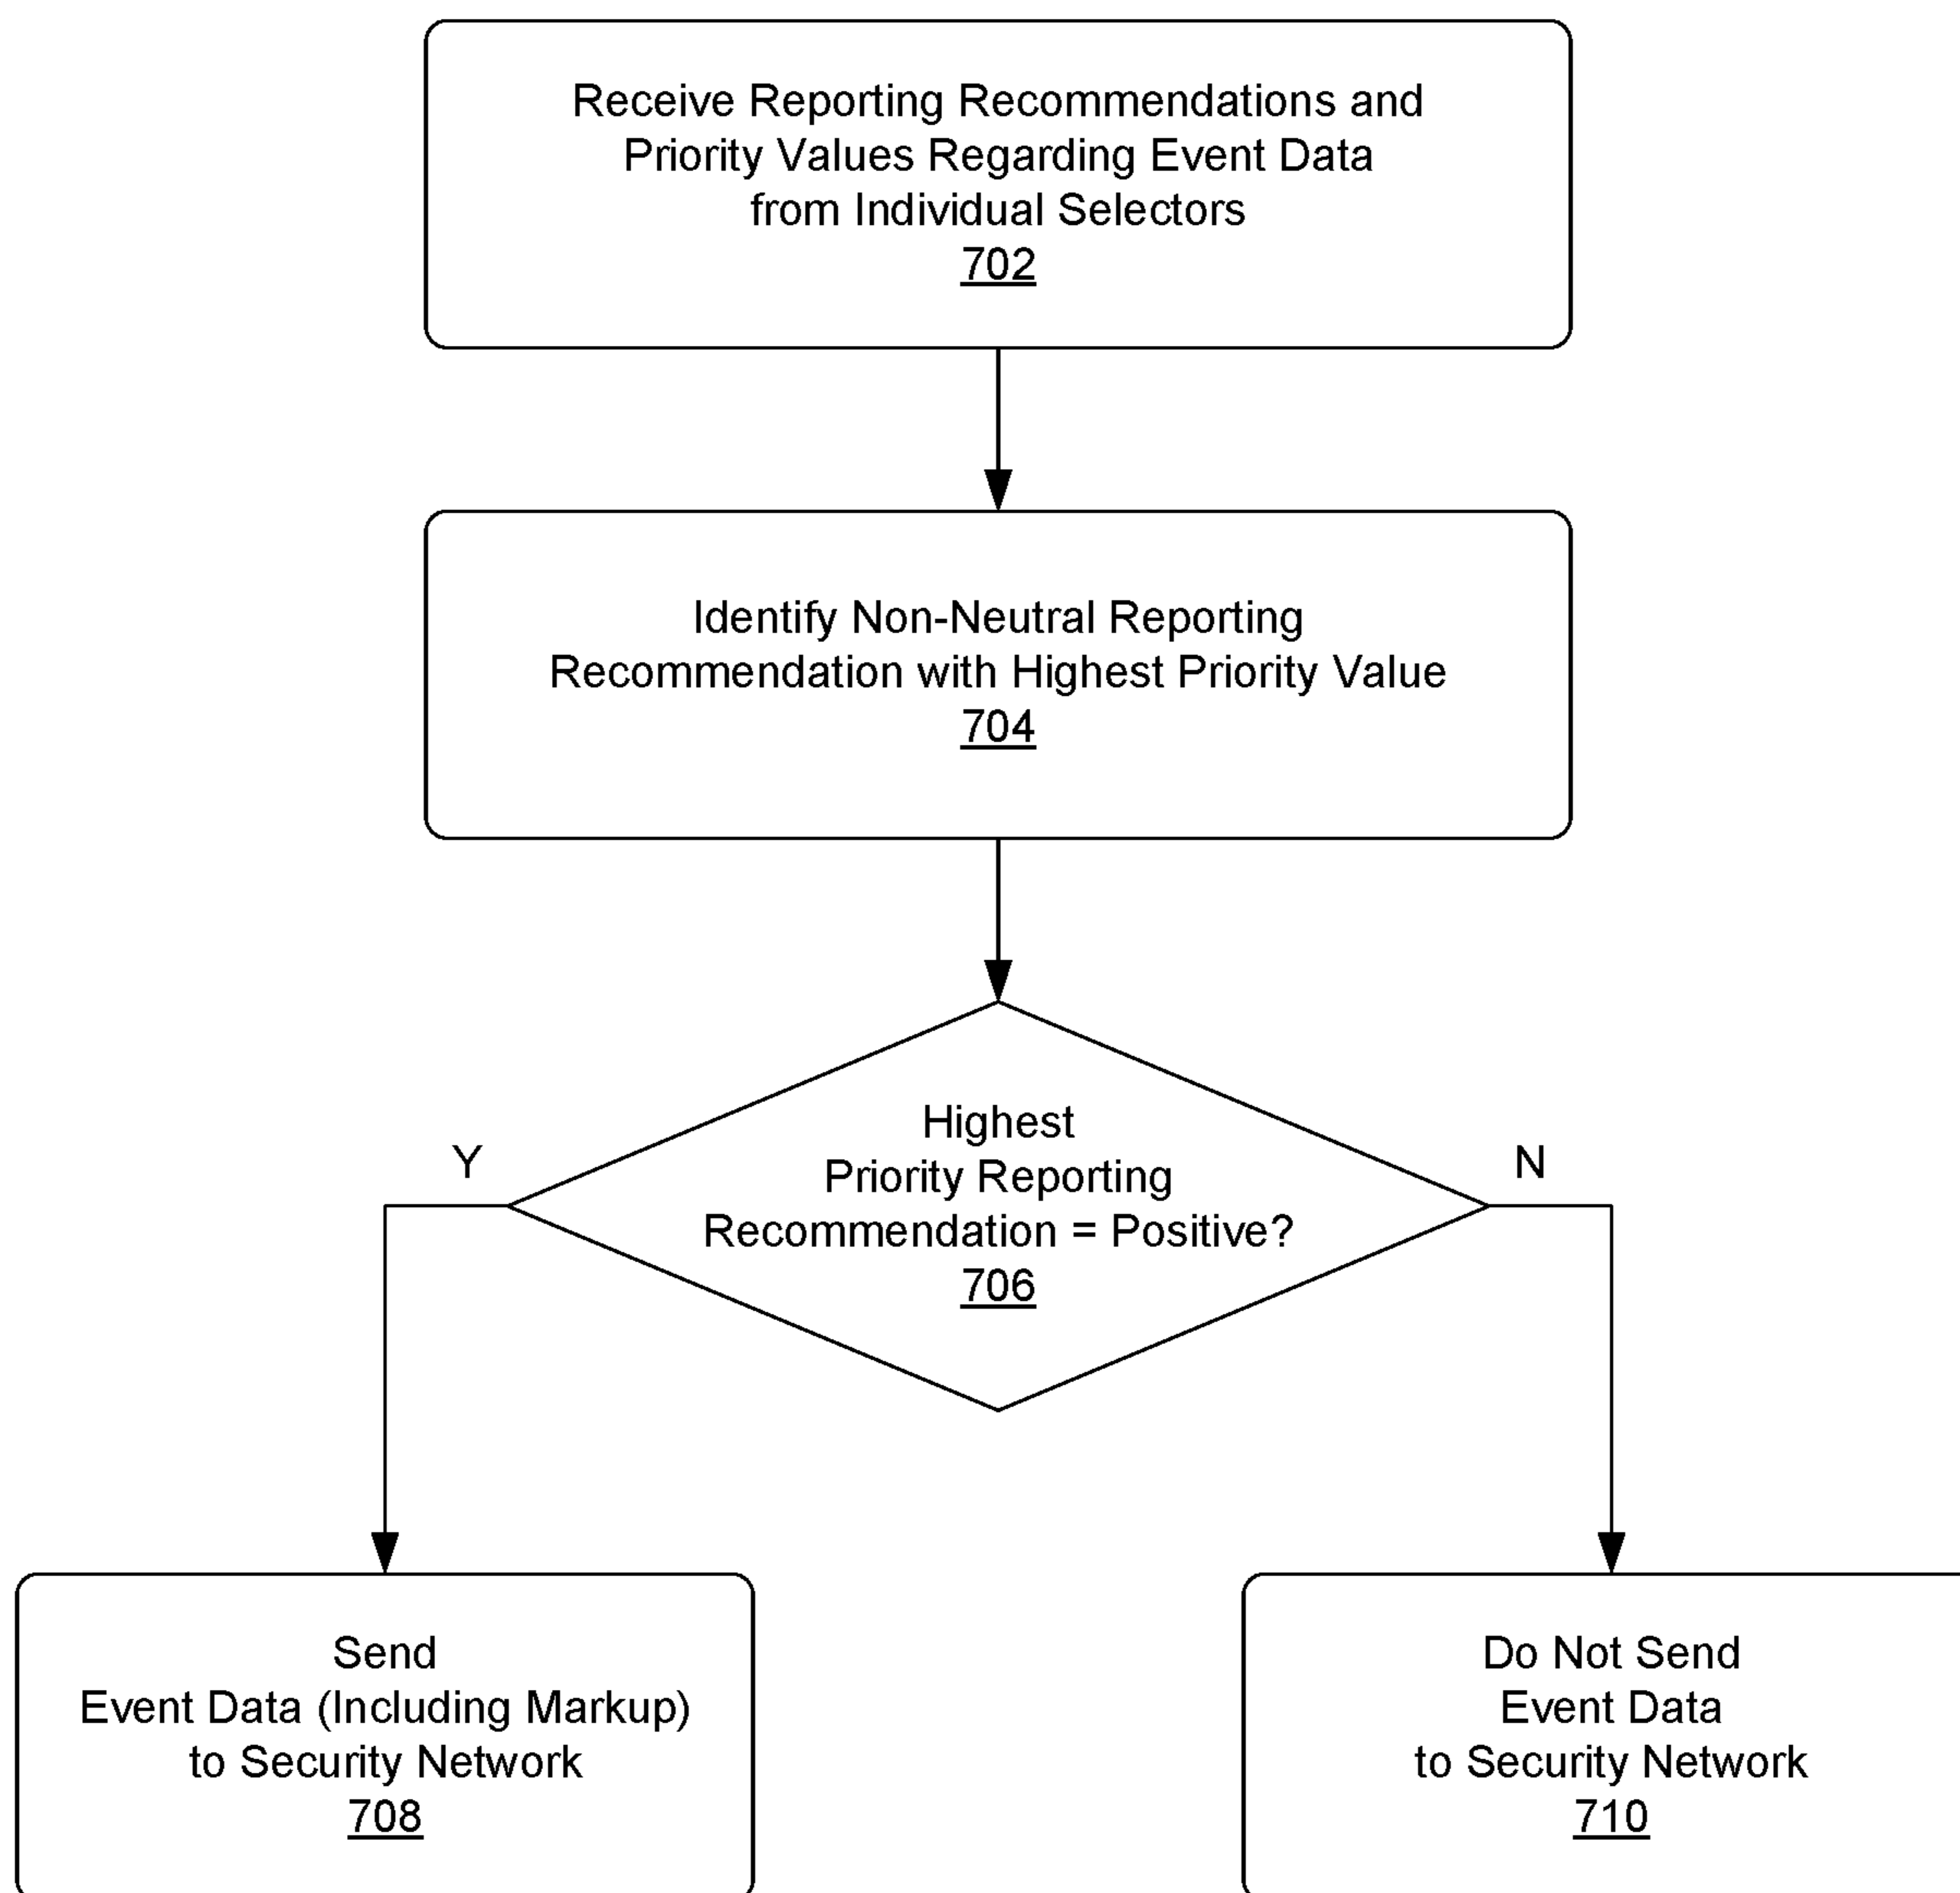 Receive Reporting Recommendations and
Priority Values Regarding Event Data
from Individual Selectors
702
Identify Non-Neutral Reporting
Recommendation with Highest Priority Value
704
Highest
Priority Reporting
Recommendation = Positive?
706
Y
N
Send
Event Data (Including Markup)
to Security Network
708
Do Not Send
Event Data
to Security Network
710